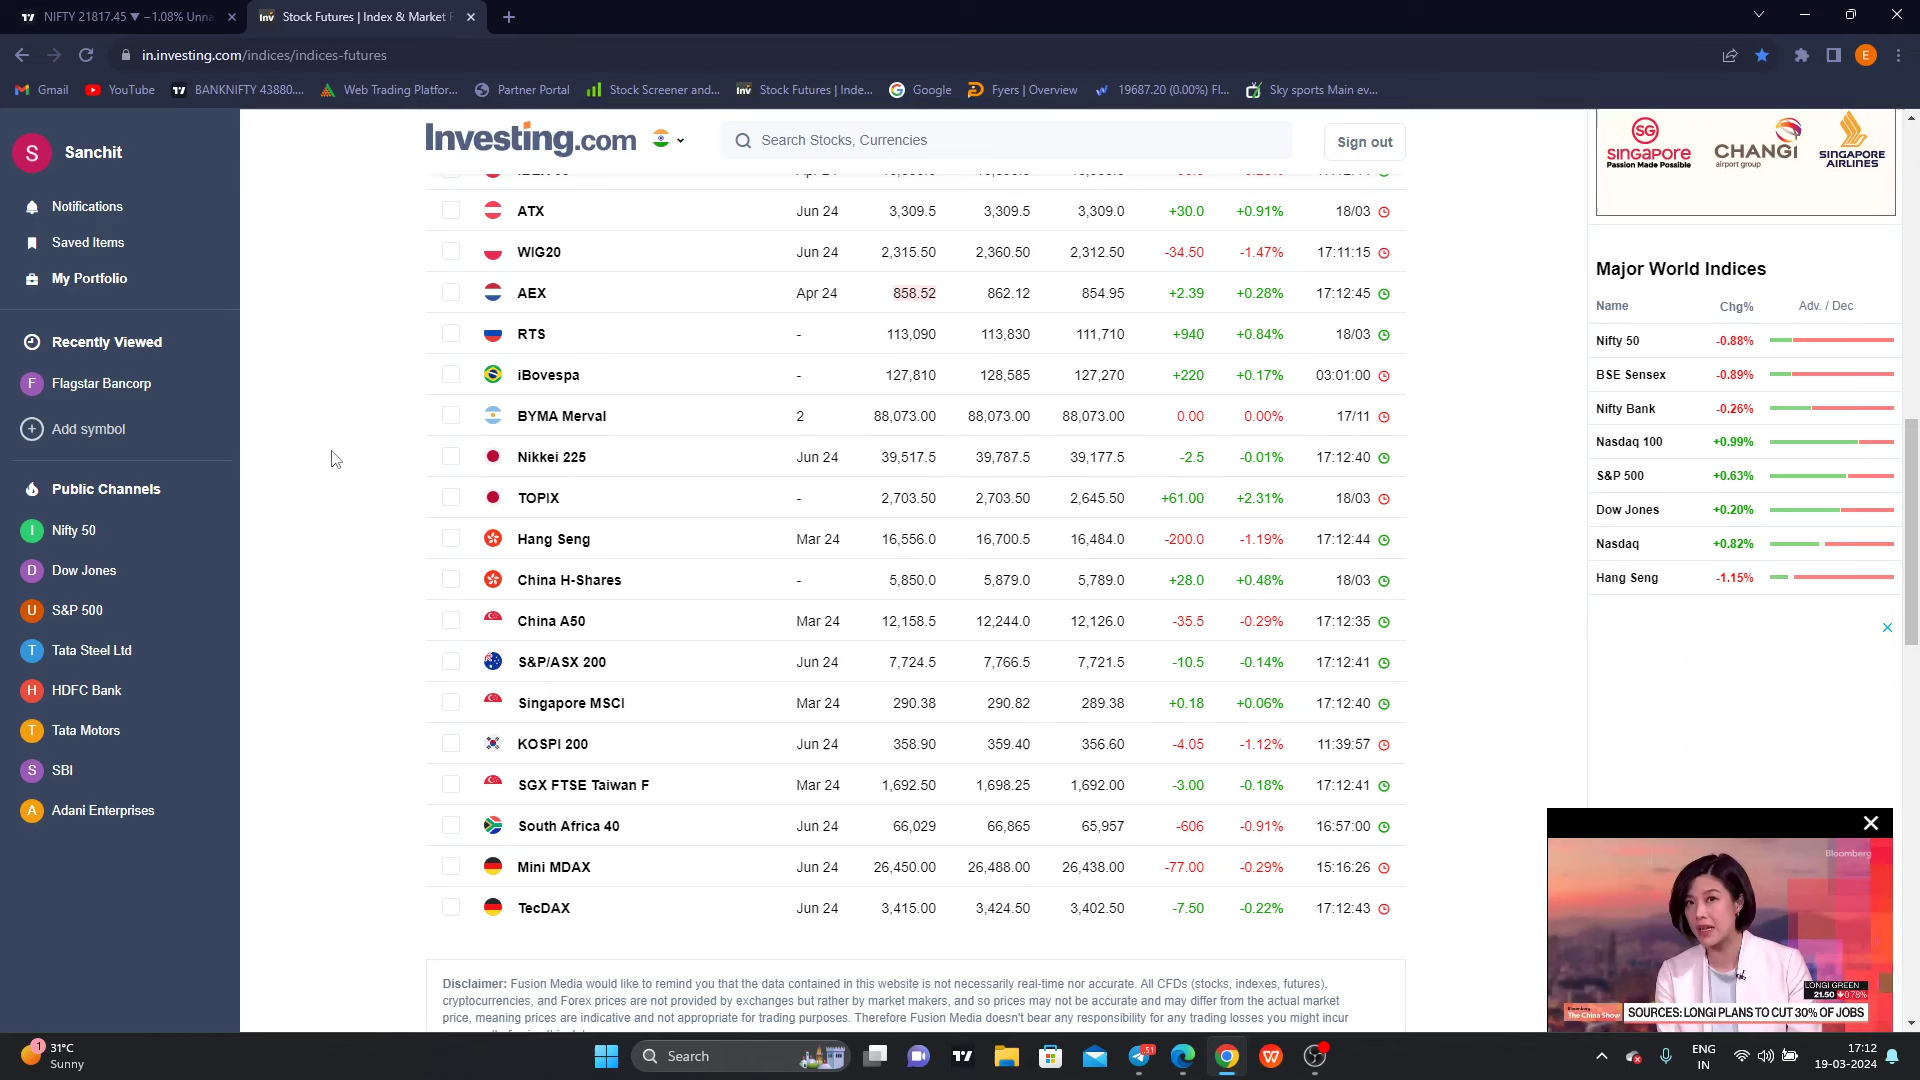 NIFTY 21817.45 ▼ −1.08% Unna
Stock Futures | Index & Market F
in.investing.com/indices/indices-futures
Gmail
YouTube
BANKNIFTY 43880....
Web Trading Platfor...
Partner Portal
Stock Screener and...
Stock Futures | Inde...
Google
Fyers | Overview
19687.20 (0.00%) Fl...
Sky sports Main ev...
S Sanchit
Notifications
Saved Items
My Portfolio
Recently Viewed
F Flagstar Bancorp
Add symbol
Public Channels
I Nifty 50
D Dow Jones
U S&P 500
T Tata Steel Ltd
H HDFC Bank
T Tata Motors
S SBI
A Adani Enterprises
Investing.com
Search Stocks, Currencies
Sign out
ATX Jun 24 3,309.5 3,309.5 3,309.0 +30.0 +0.91% 18/03
WIG20 Jun 24 2,315.50 2,360.50 2,312.50 -34.50 -1.47% 17:11:15
AEX Apr 24 858.52 862.12 854.95 +2.39 +0.28% 17:12:45
RTS - 113,090 113,830 111,710 +940 +0.84% 18/03
iBovespa - 127,810 128,585 127,270 +220 +0.17% 03:01:00
BYMA Merval 2 88,073.00 88,073.00 88,073.00 0.00 0.00% 17/11
Nikkei 225 Jun 24 39,517.5 39,787.5 39,177.5 -2.5 -0.01% 17:12:40
TOPIX - 2,703.50 2,703.50 2,645.50 +61.00 +2.31% 18/03
Hang Seng Mar 24 16,556.0 16,700.5 16,484.0 -200.0 -1.19% 17:12:44
China H-Shares - 5,850.0 5,879.0 5,789.0 +28.0 +0.48% 18/03
China A50 Mar 24 12,158.5 12,244.0 12,126.0 -35.5 -0.29% 17:12:35
S&P/ASX 200 Jun 24 7,724.5 7,766.5 7,721.5 -10.5 -0.14% 17:12:41
Singapore MSCI Mar 24 290.38 290.82 289.38 +0.18 +0.06% 17:12:40
KOSPI 200 Jun 24 358.90 359.40 356.60 -4.05 -1.12% 11:39:57
SGX FTSE Taiwan F Mar 24 1,692.50 1,698.25 1,692.00 -3.00 -0.18% 17:12:41
South Africa 40 Jun 24 66,029 66,865 65,957 -606 -0.91% 16:57:00
Mini MDAX Jun 24 26,450.00 26,488.00 26,438.00 -77.00 -0.29% 15:16:26
TecDAX Jun 24 3,415.00 3,424.50 3,402.50 -7.50 -0.22% 17:12:43
Disclaimer: Fusion Media would like to remind you that the data contained in this website is not necessarily real-time nor accurate. All CFDs (stocks, indexes, futures),
cryptocurrencies, and Forex prices are not provided by exchanges but rather by market makers, and so prices may not be accurate and may differ from the actual market
price, meaning prices are indicative and not appropriate for trading purposes. Therefore Fusion Media doesn't bear any responsibility for any trading losses you might incur
SG
SINGAPORE
Passion Made Possible
CHANGI
airport group
SINGAPORE
AIRLINES
Major World Indices
Name Chg% Adv. / Dec
Nifty 50 -0.88%
BSE Sensex -0.89%
Nifty Bank -0.26%
Nasdaq 100 +0.99%
S&P 500 +0.63%
Dow Jones +0.20%
Nasdaq +0.82%
Hang Seng -1.15%
Bloomberg
LONGI GREEN
21.50 0.78%
The China Show
SOURCES: LONGI PLANS TO CUT 30% OF JOBS
1
31°C
Sunny
Search
51
ENG
IN
17:12
19-03-2024